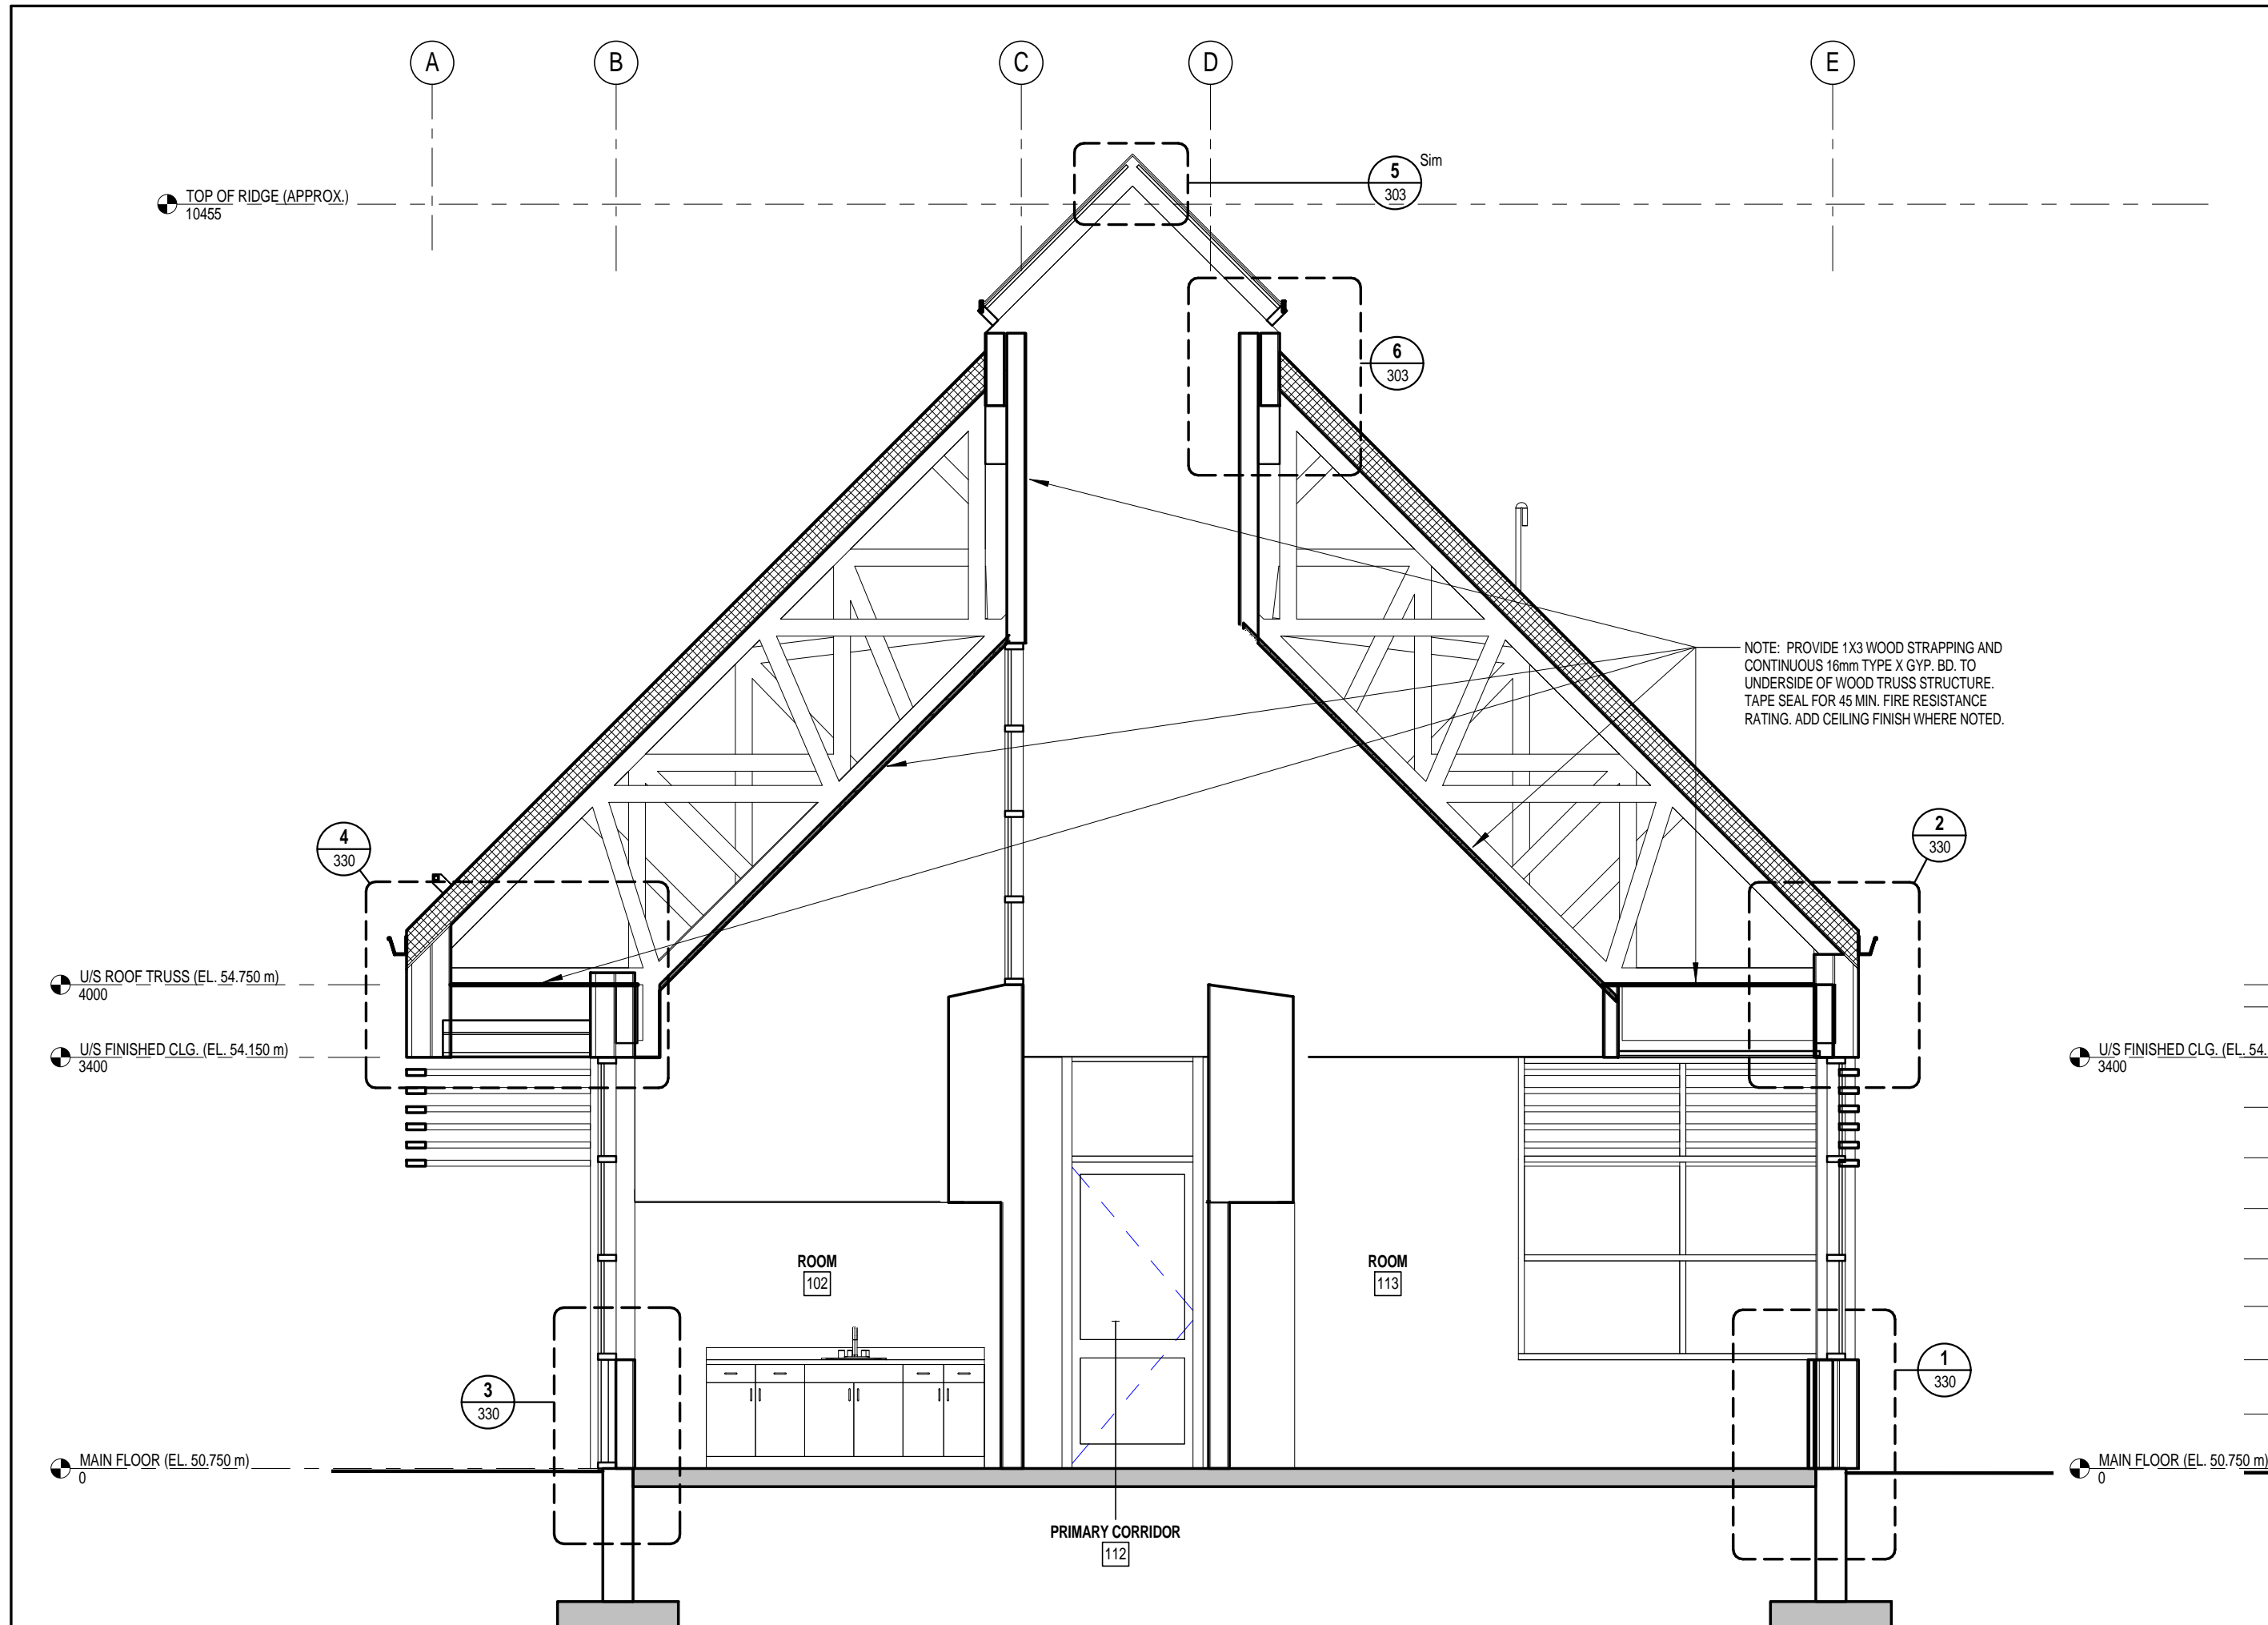 A
B
C
D
E
5
303
Sim
TOP OF RIDGE (APPROX.)
10455
6
303
NOTE: PROVIDE 1X3 WOOD STRAPPING AND
CONTINUOUS 16mm TYPE X GYP. BD. TO
UNDERSIDE OF WOOD TRUSS STRUCTURE.
TAPE SEAL FOR 45 MIN. FIRE RESISTANCE
RATING. ADD CEILING FINISH WHERE NOTED.
4
330
2
330
U/S ROOF TRUSS (EL. 54.750 m)
4000
U/S FINISHED CLG. (EL. 54.150 m)
3400
U/S FINISHED CLG. (EL. 54.
3400
ROOM
102
ROOM
113
3
330
1
330
MAIN FLOOR (EL. 50.750 m)
0
MAIN FLOOR (EL. 50.750 m)
0
PRIMARY CORRIDOR
112